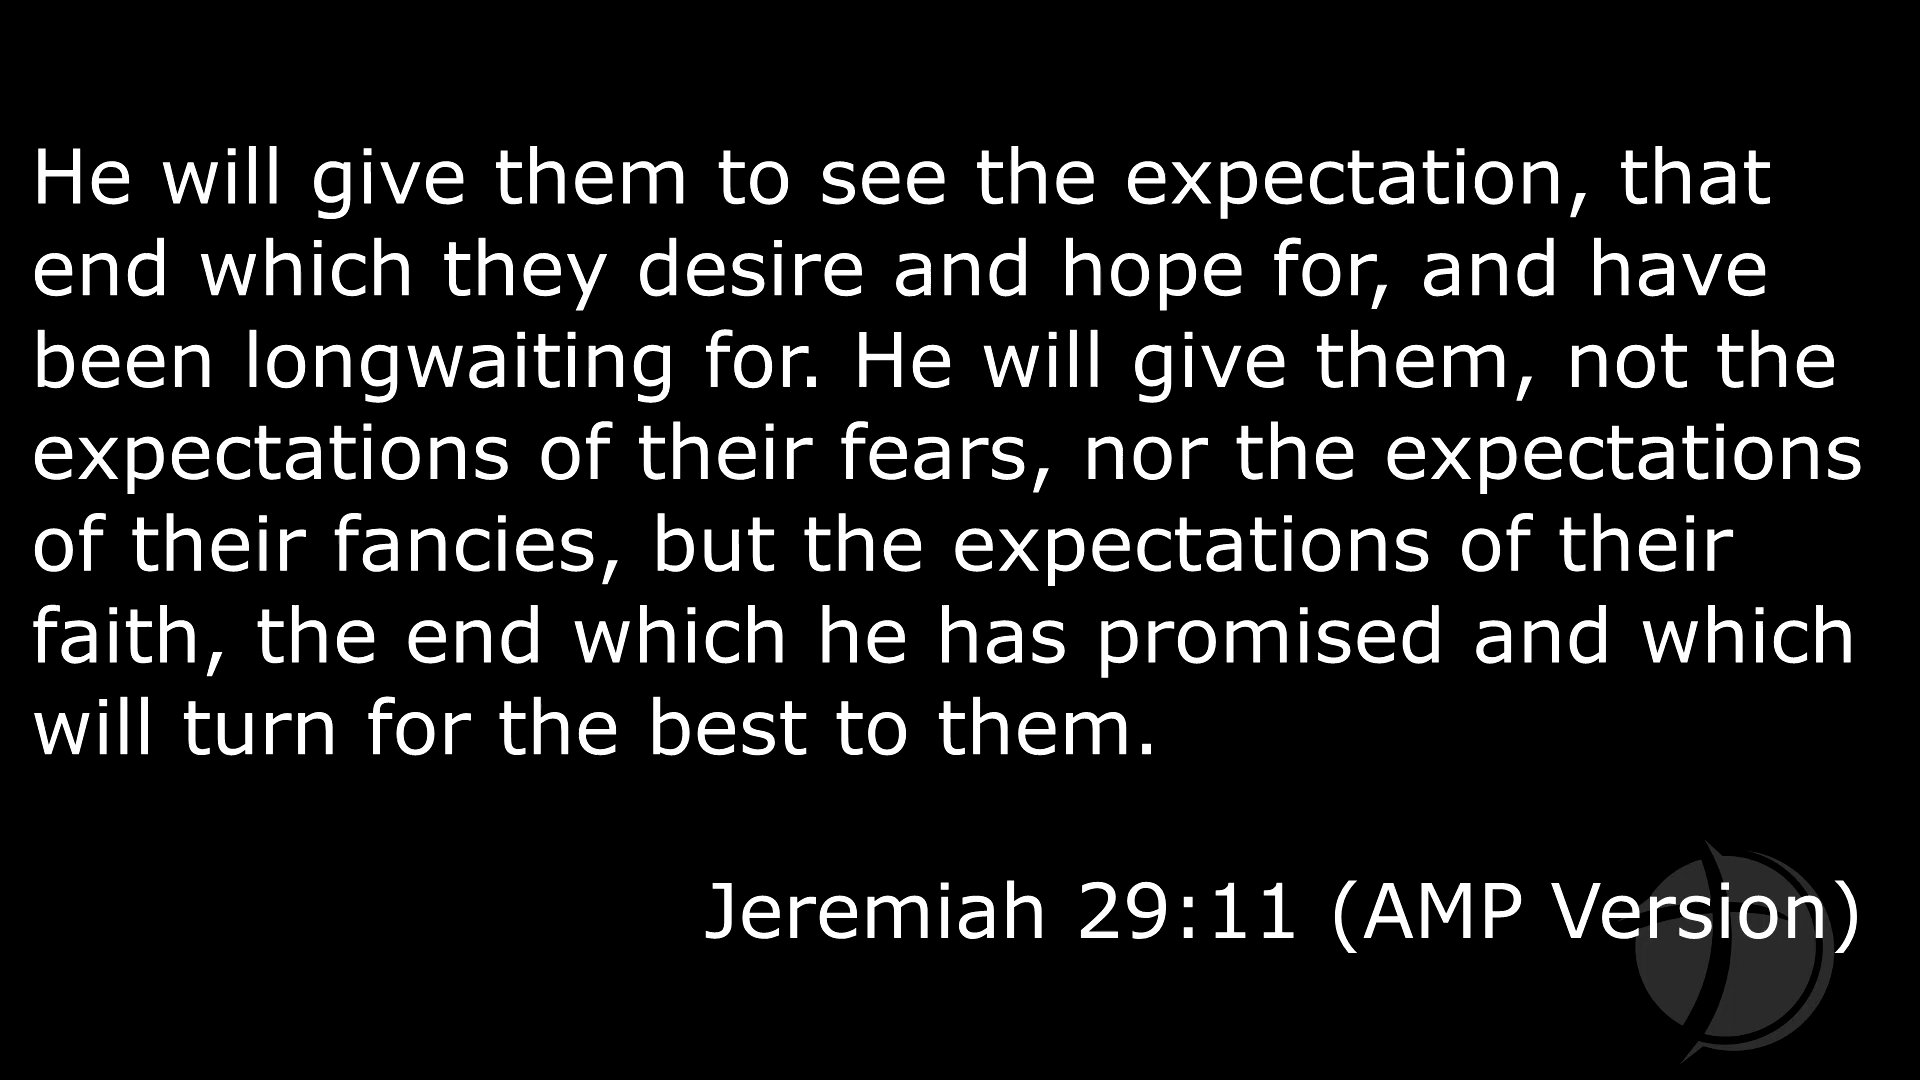 He will give them to see the expectation, that
end which they desire and hope for, and have
been longwaiting for. He will give them, not the
expectations of their fears, nor the expectations
of their fancies, but the expectations of their
faith, the end which he has promised and which
will turn for the best to them.
Jeremiah 29:11 (AMP Version)